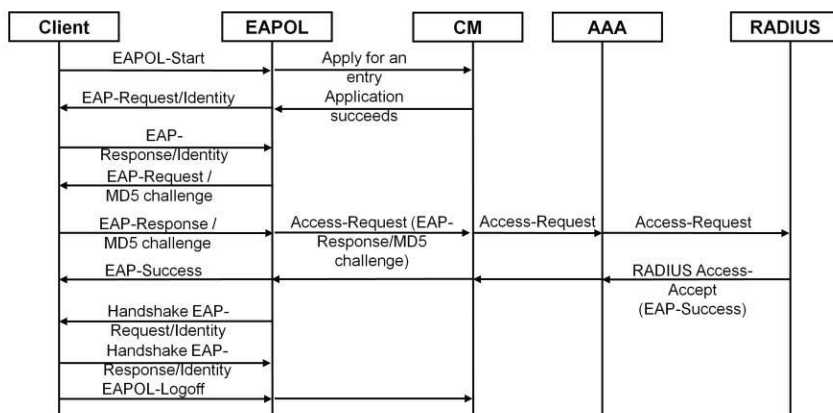 Client
EAPOL
CM
AAA
RADIUS
EAPOL-Start
Apply for an
entry
EAP-Request/Identity
Application
succeeds
EAP-
Response/Identity
EAP-Request /
MD5 challenge
EAP-Response /
MD5 challenge
Access-Request (EAP-
Response/MD5
challenge)
Access-Request
Access-Request
EAP-Success
RADIUS Access-
Accept
(EAP-Success)
Handshake EAP-
Request/Identity
Handshake EAP-
Response/Identity
EAPOL-Logoff